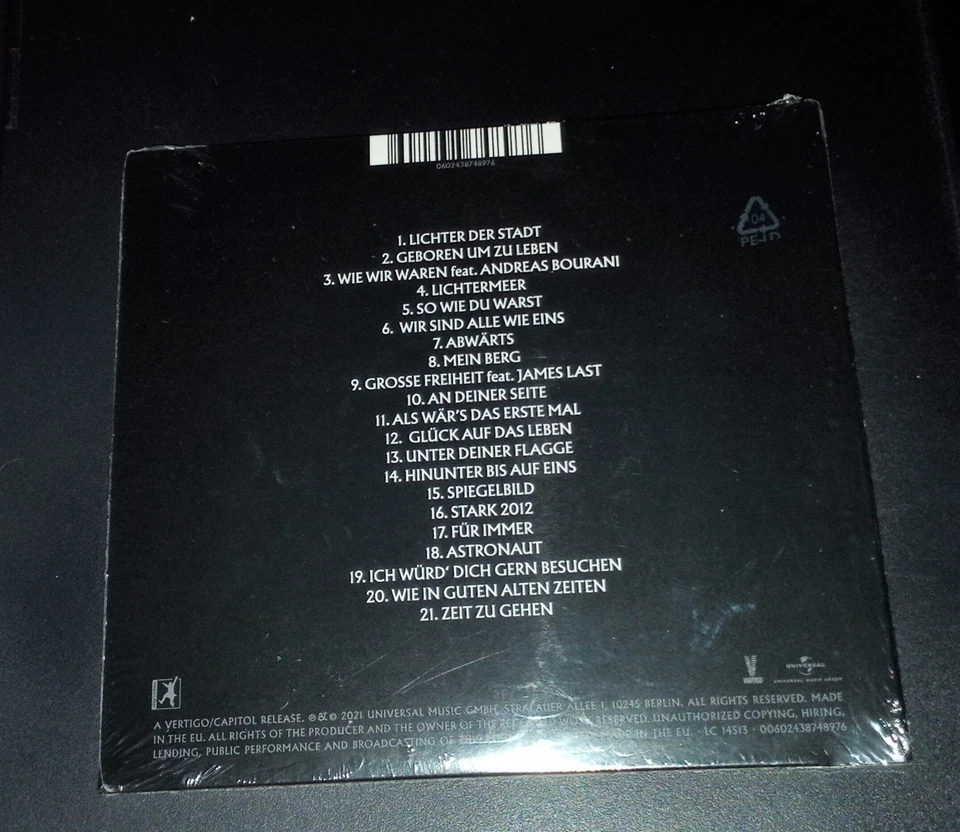 0602438748976
04
PE-LD
1. LICHTER DER STADT
2. GEBOREN UM ZU LEBEN
3. WIE WIR WAREN feat. ANDREAS BOURANI
4. LICHTERMEER
5. SO WIE DU WARST
6. WIR SIND ALLE WIE EINS
7. ABWÄRTS
8. MEIN BERG
9. GROSSE FREIHEIT feat. JAMES LAST
10. AN DEINER SEITE
11. ALS WÄR'S DAS ERSTE MAL
12. GLÜCK AUF DAS LEBEN
13. UNTER DEINER FLAGGE
14. HINUNTER BIS AUF EINS
15. SPIEGELBILD
16. STARK 2012
17. FÜR IMMER
18. ASTRONAUT
19. ICH WÜRD' DICH GERN BESUCHEN
20. WIE IN GUTEN ALTEN ZEITEN
21. ZEIT ZU GEHEN
UNIVERSAL
UNIVERSAL MUSIC GROUP
A VERTIGO/CAPITOL RELEASE. ℗ & © 2021 UNIVERSAL MUSIC GMBH, STRALAUER ALLEE 1, 10245 BERLIN. ALL RIGHTS RESERVED. MADE
IN THE EU. ALL RIGHTS OF THE PRODUCER AND THE OWNER OF THE WORK RESERVED. UNAUTHORIZED COPYING, HIRING,
LENDING, PUBLIC PERFORMANCE AND BROADCASTING OF THIS MADE IN THE EU. · LC 14513 · 00602438748976